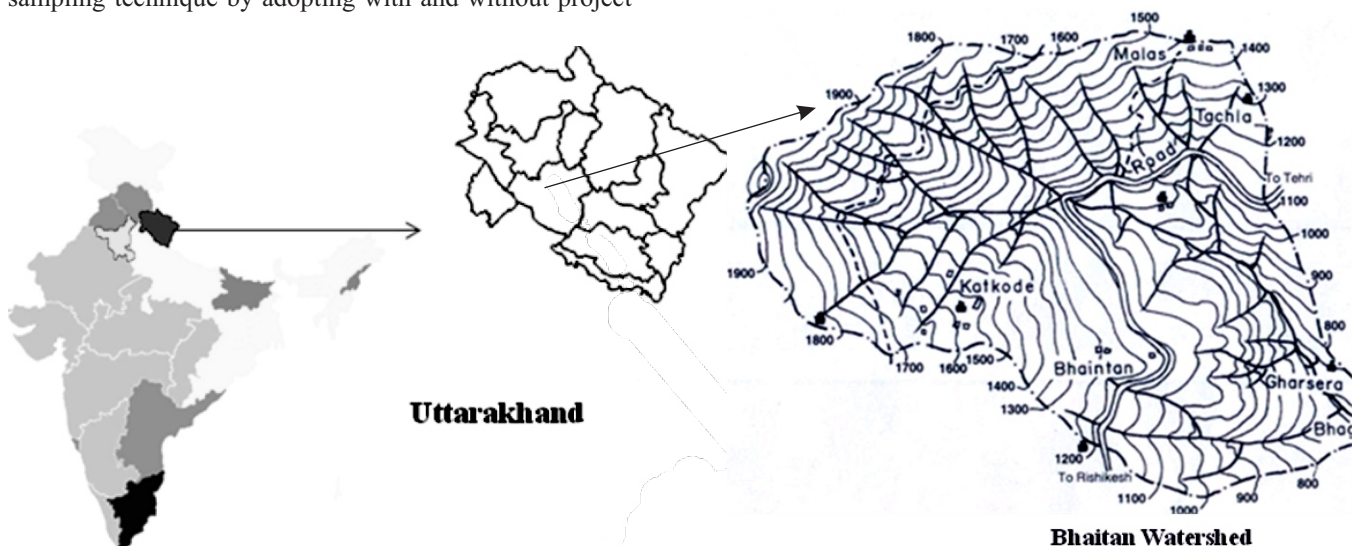 sampling technique by adopting with and without project
1500
1800
1700
1600
Malas
1400
1900
1300
Tachla
1200
Road
To Tehri
1100
1000
1900
900
Katkode
800
1800
1700
1600
1500
Bhaintan
1400
Gharsera
1300
Bhag
1200
To Rishikesh
1100
1000
900
800
Uttarakhand
Bhaitan Watershed